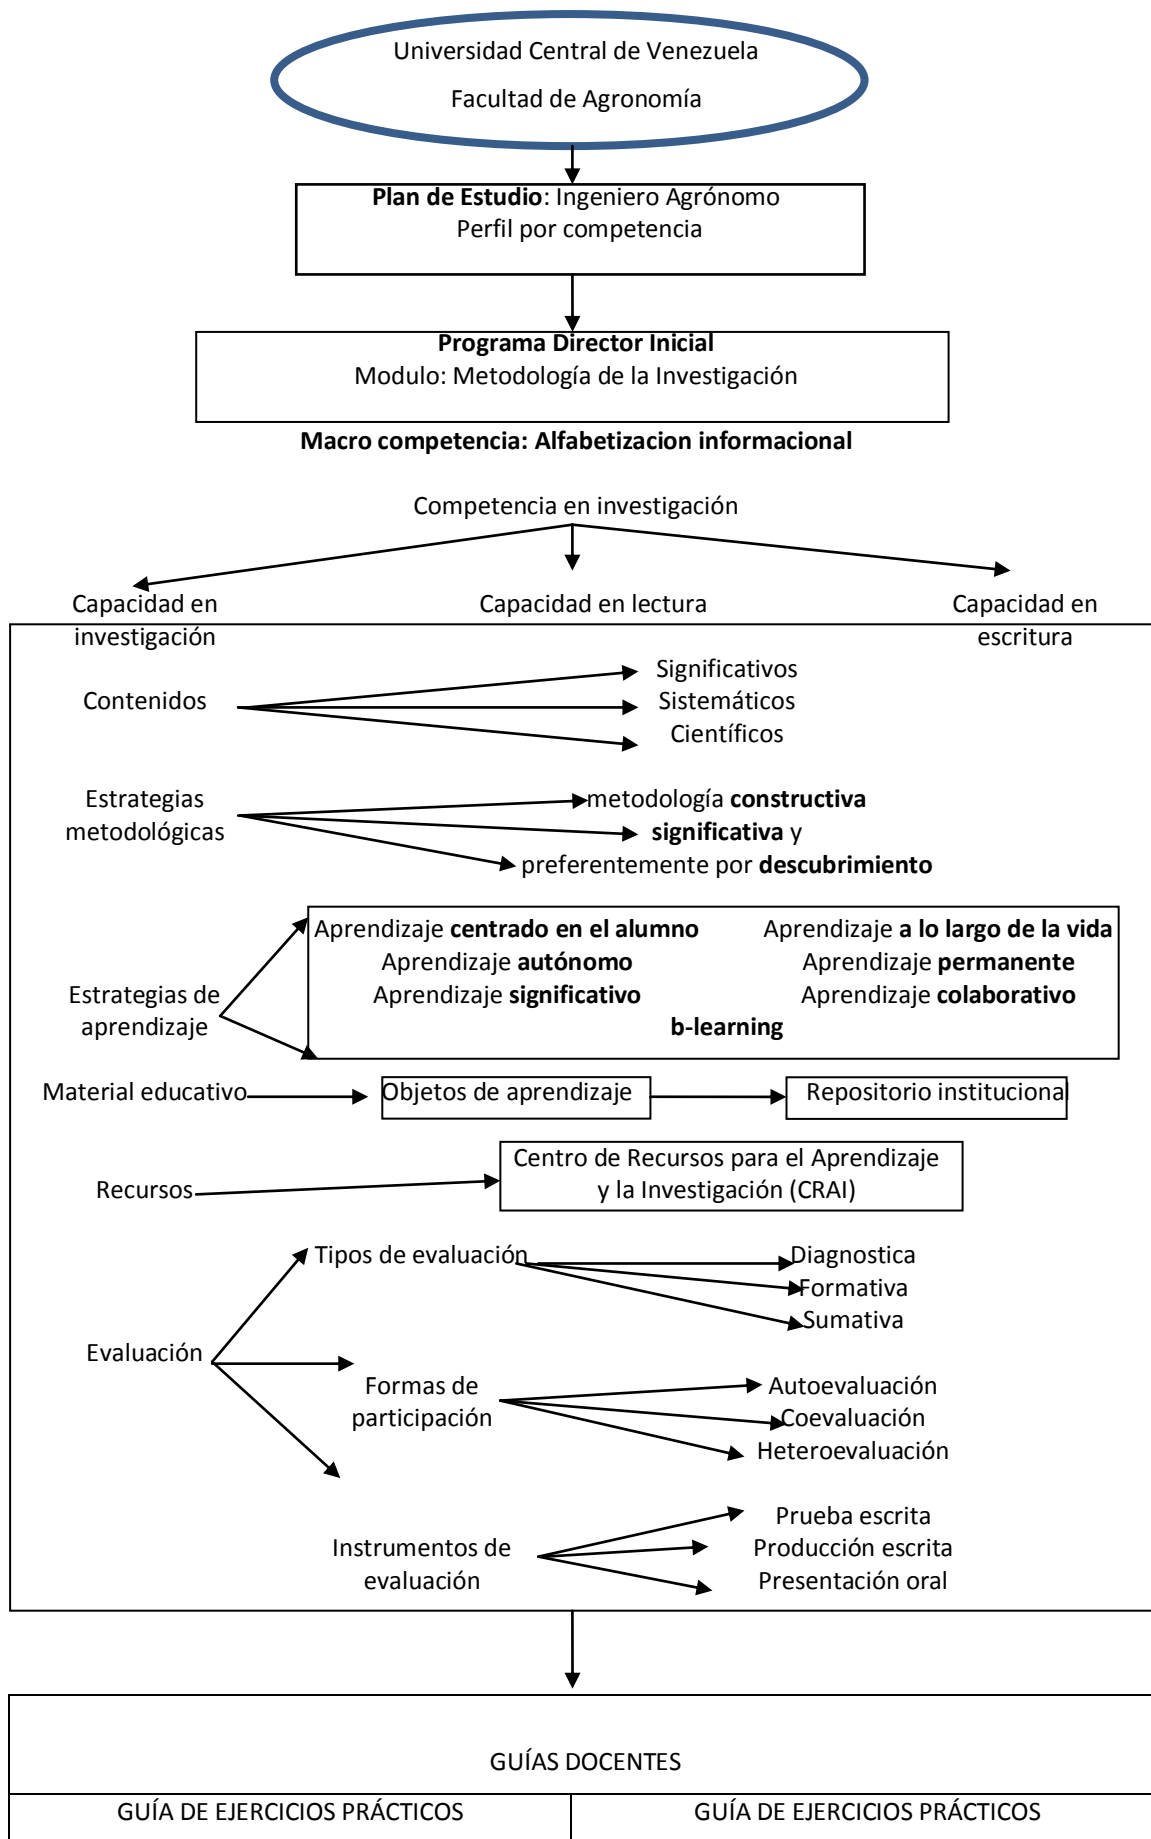 Universidad Central de Venezuela
Facultad de Agronomía
Plan de Estudio: Ingeniero Agrónomo
Perfil por competencia
Programa Director Inicial
Modulo: Metodología de la Investigación
Macro competencia: Alfabetizacion informacional
Competencia en investigación
Capacidad en
investigación
Capacidad en lectura
Capacidad en
escritura
Contenidos
Significativos
Sistemáticos
Científicos
Estrategias
metodológicas
metodología constructiva
significativa y
preferentemente por descubrimiento
Estrategias de
aprendizaje
Aprendizaje centrado en el alumno
Aprendizaje autónomo
Aprendizaje significativo
Aprendizaje a lo largo de la vida
Aprendizaje permanente
Aprendizaje colaborativo
b-learning
Material educativo
Objetos de aprendizaje
Repositorio institucional
Recursos
Centro de Recursos para el Aprendizaje
y la Investigación (CRAI)
Evaluación
Tipos de evaluación
Diagnostica
Formativa
Sumativa
Formas de
participación
Autoevaluación
Coevaluación
Heteroevaluación
Instrumentos de
evaluación
Prueba escrita
Producción escrita
Presentación oral
GUÍAS DOCENTES
GUÍA DE EJERCICIOS PRÁCTICOS
GUÍA DE EJERCICIOS PRÁCTICOS